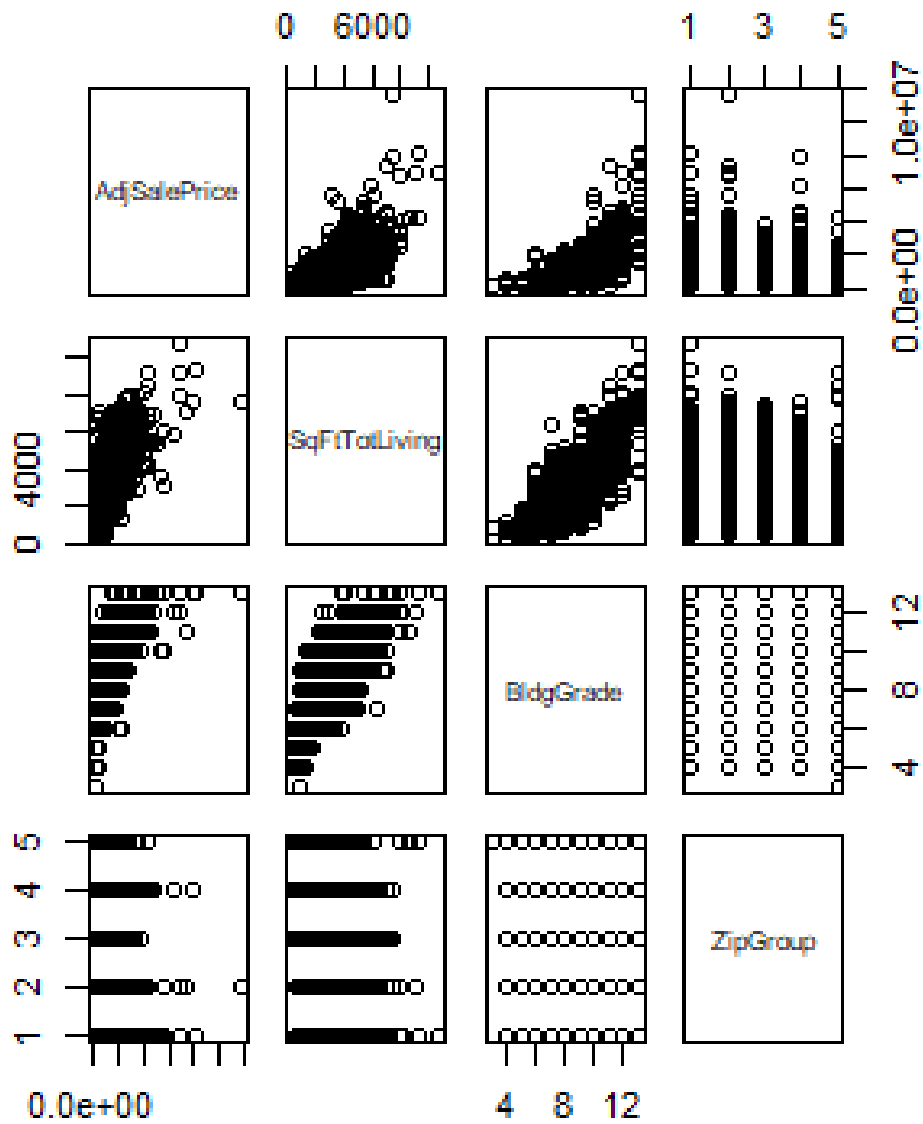 0 6000 1 3 5
AdjSalePrice
0.0e+00 1.0e+07
SqFtTotLiving
0 4000
BldgGrade
4 8 12
ZipGroup
1 2 3 4 5
0.0e+00 4 8 12